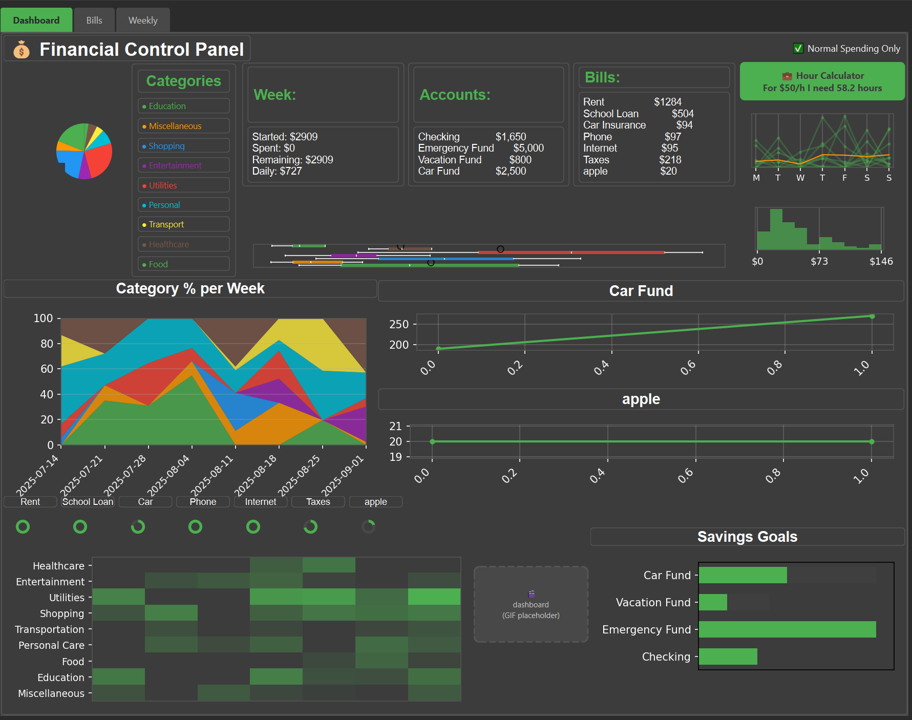 Dashboard
Bills
Weekly
💰 Financial Control Panel
Normal Spending Only
Categories
• Education
• Miscellaneous
• Shopping
• Entertainment
• Utilities
• Personal
• Transport
• Healthcare
• Food
Week:
Started: $2909
Spent: $0
Remaining: $2909
Daily: $727
Accounts:
Checking $1,650
Emergency Fund $5,000
Vacation Fund $800
Car Fund $2,500
Bills:
Rent $1284
School Loan $504
Car Insurance $94
Phone $97
Internet $95
Taxes $218
apple $20
💼 Hour Calculator
For $50/h I need 58.2 hours
M T W T F S S
$0 $73 $146
Category % per Week
100
80
60
40
20
0
2025-07-14
2025-07-21
2025-07-28
2025-08-04
2025-08-11
2025-08-18
2025-08-25
2025-09-01
Car Fund
250
200
0.0 0.2 0.4 0.6 0.8 1.0
apple
21
20
19
0.0 0.2 0.4 0.6 0.8 1.0
Rent School Loan Car Phone Internet Taxes apple
Healthcare
Entertainment
Utilities
Shopping
Transportation
Personal Care
Food
Education
Miscellaneous
dashboard
(GIF placeholder)
Savings Goals
Car Fund
Vacation Fund
Emergency Fund
Checking